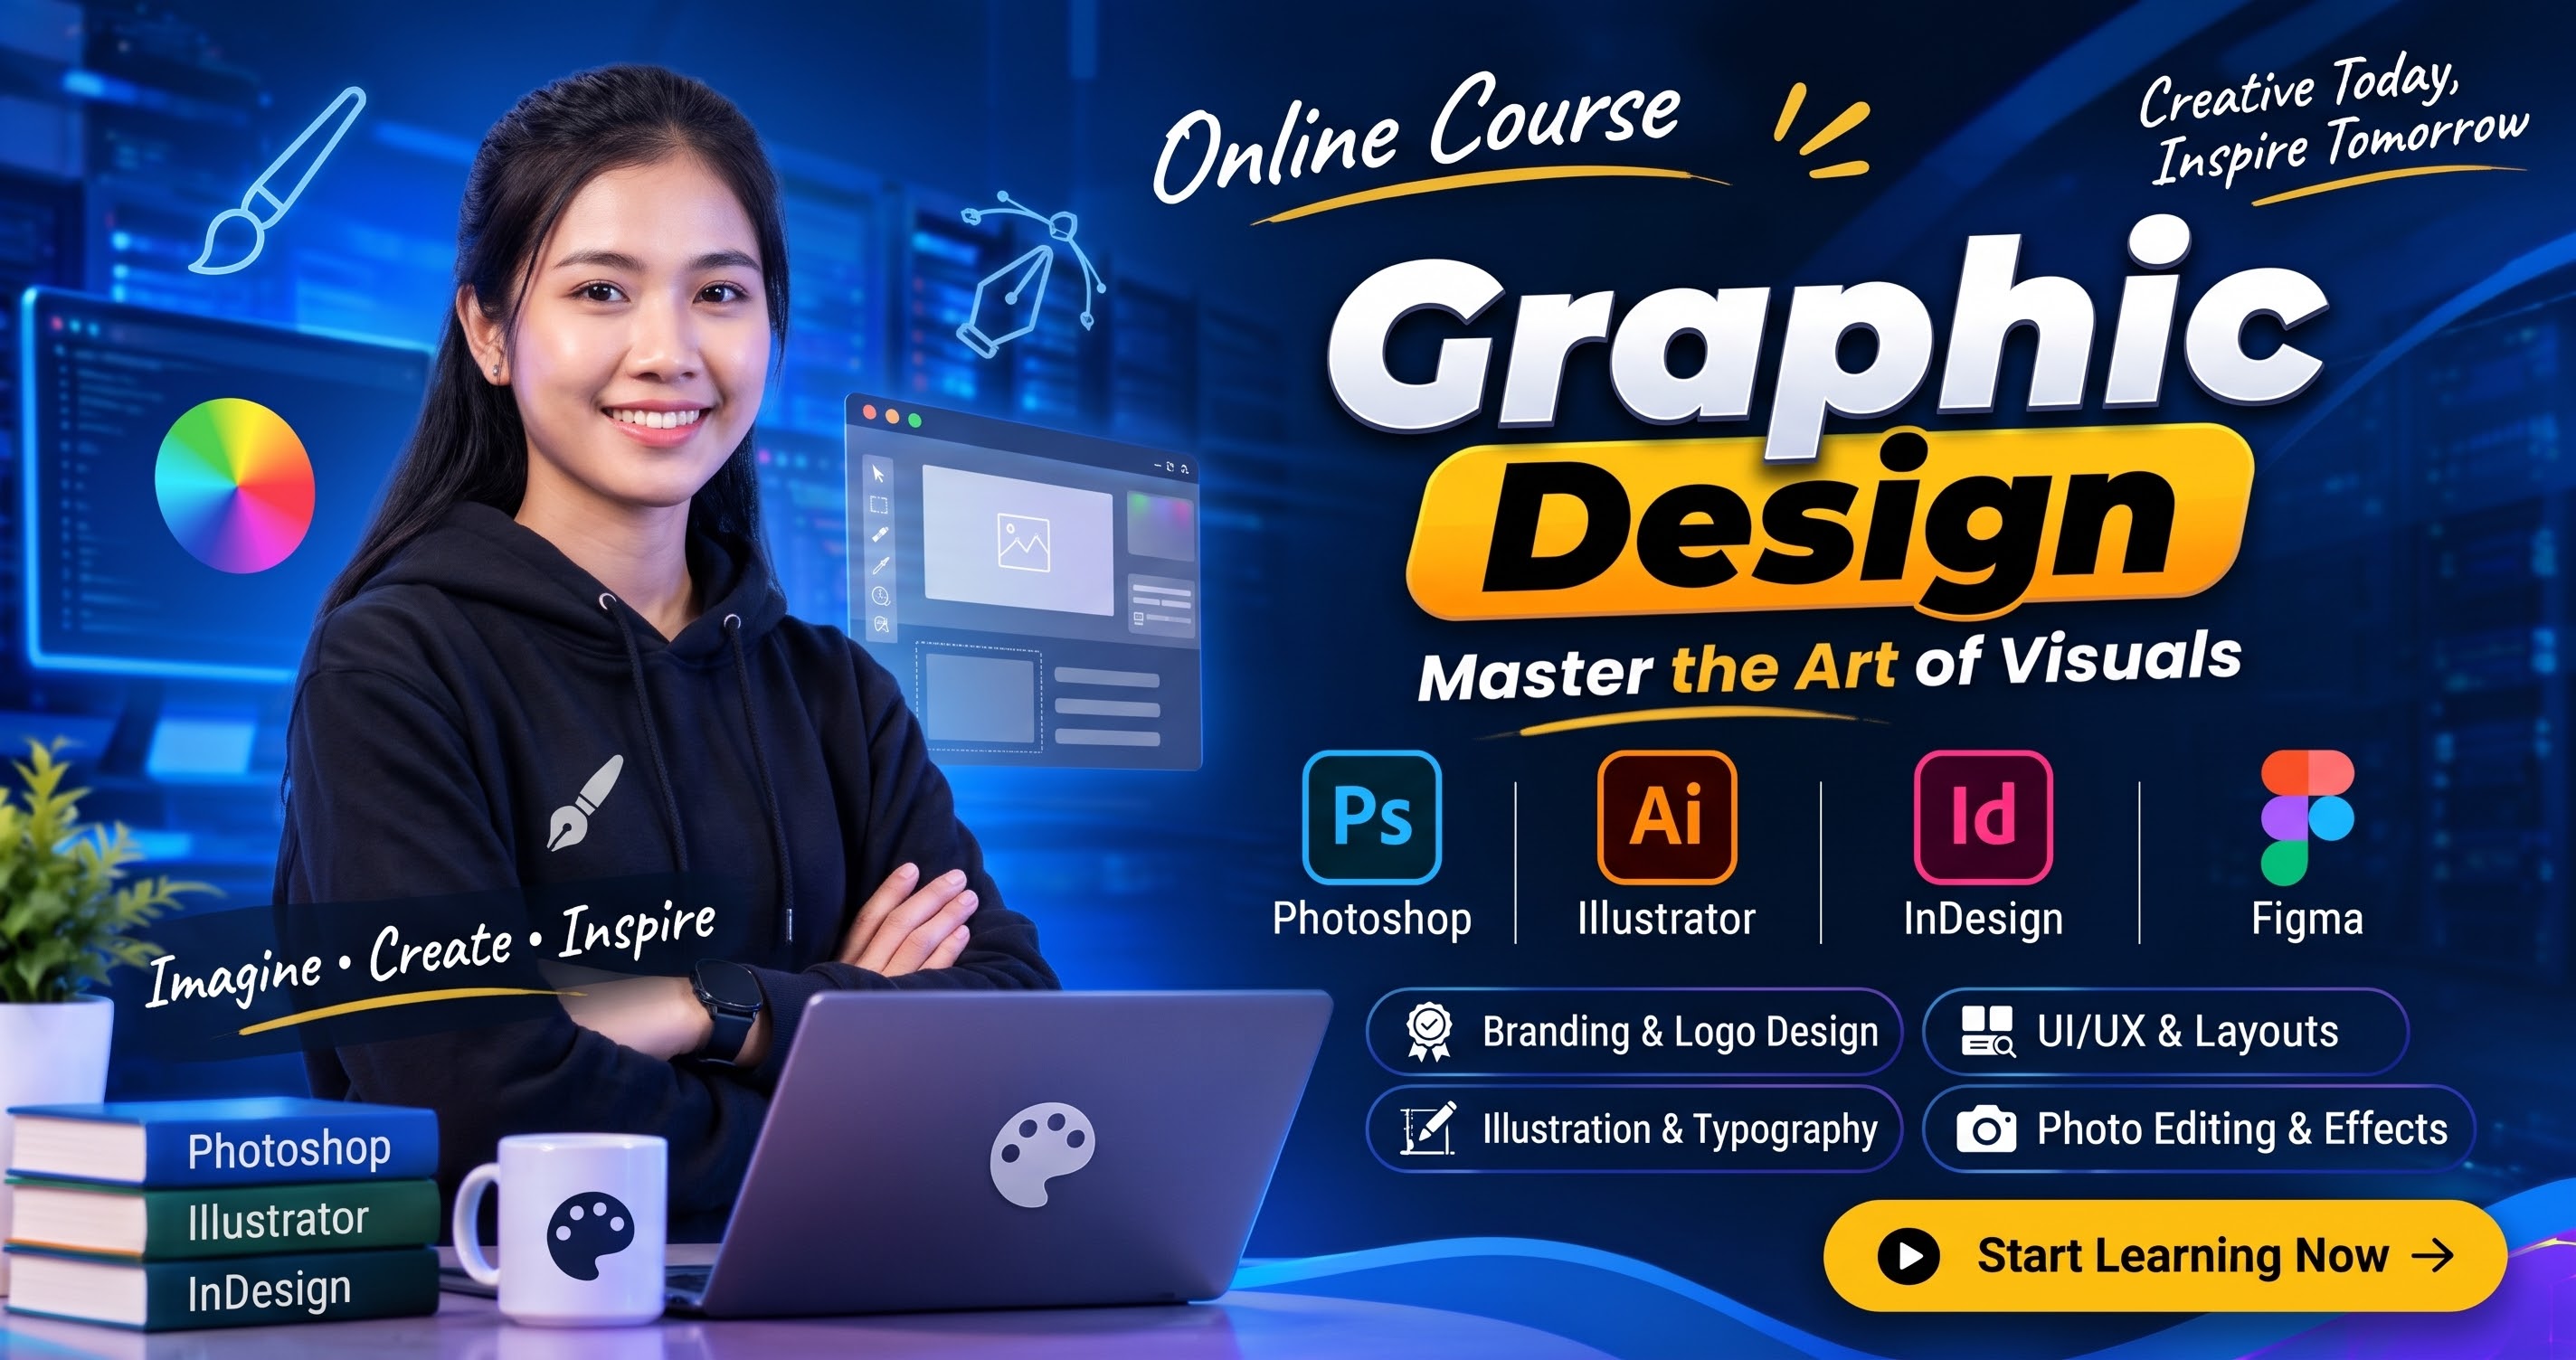 Online Course
Creative Today,
Inspire Tomorrow
Graphic
Design
Master the Art of Visuals
Ps
Ai
Id
Photoshop
Illustrator
InDesign
Figma
Branding & Logo Design
UI/UX & Layouts
Illustration & Typography
Photo Editing & Effects
Start Learning Now
Imagine • Create • Inspire
Photoshop
Illustrator
InDesign